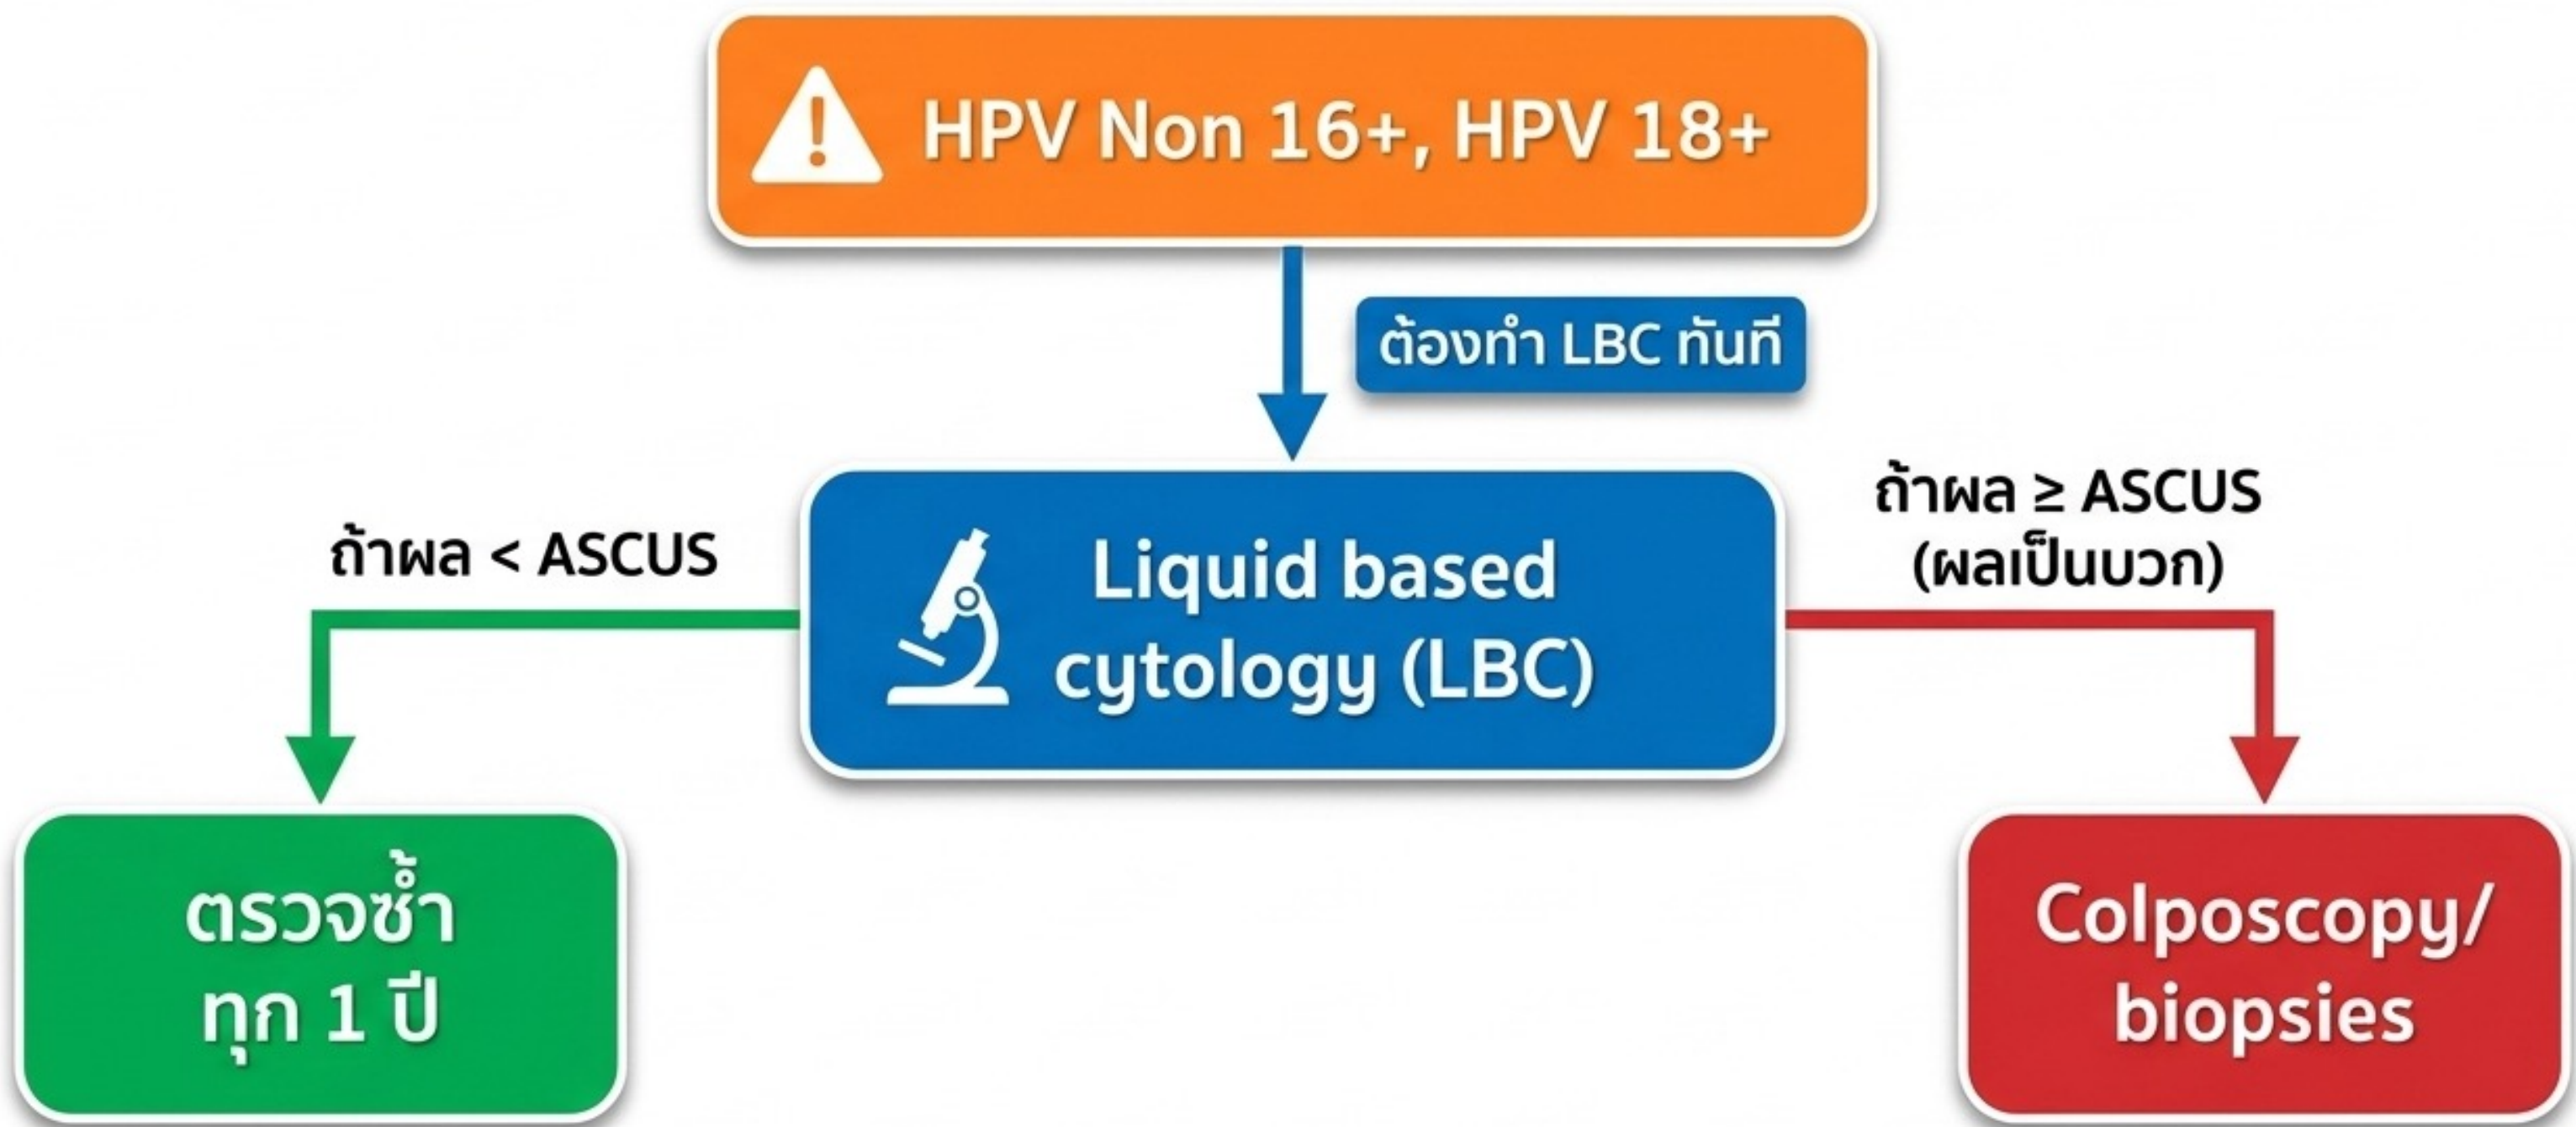 HPV Non 16+, HPV 18+
ต้องทำ LBC ทันที
ถ้าผล < ASCUS
Liquid based
cytology (LBC)
ถ้าผล ≥ ASCUS
(ผลเป็นบวก)
ตรวจซ้ำ
ทุก 1 ปี
Colposcopy/
biopsies